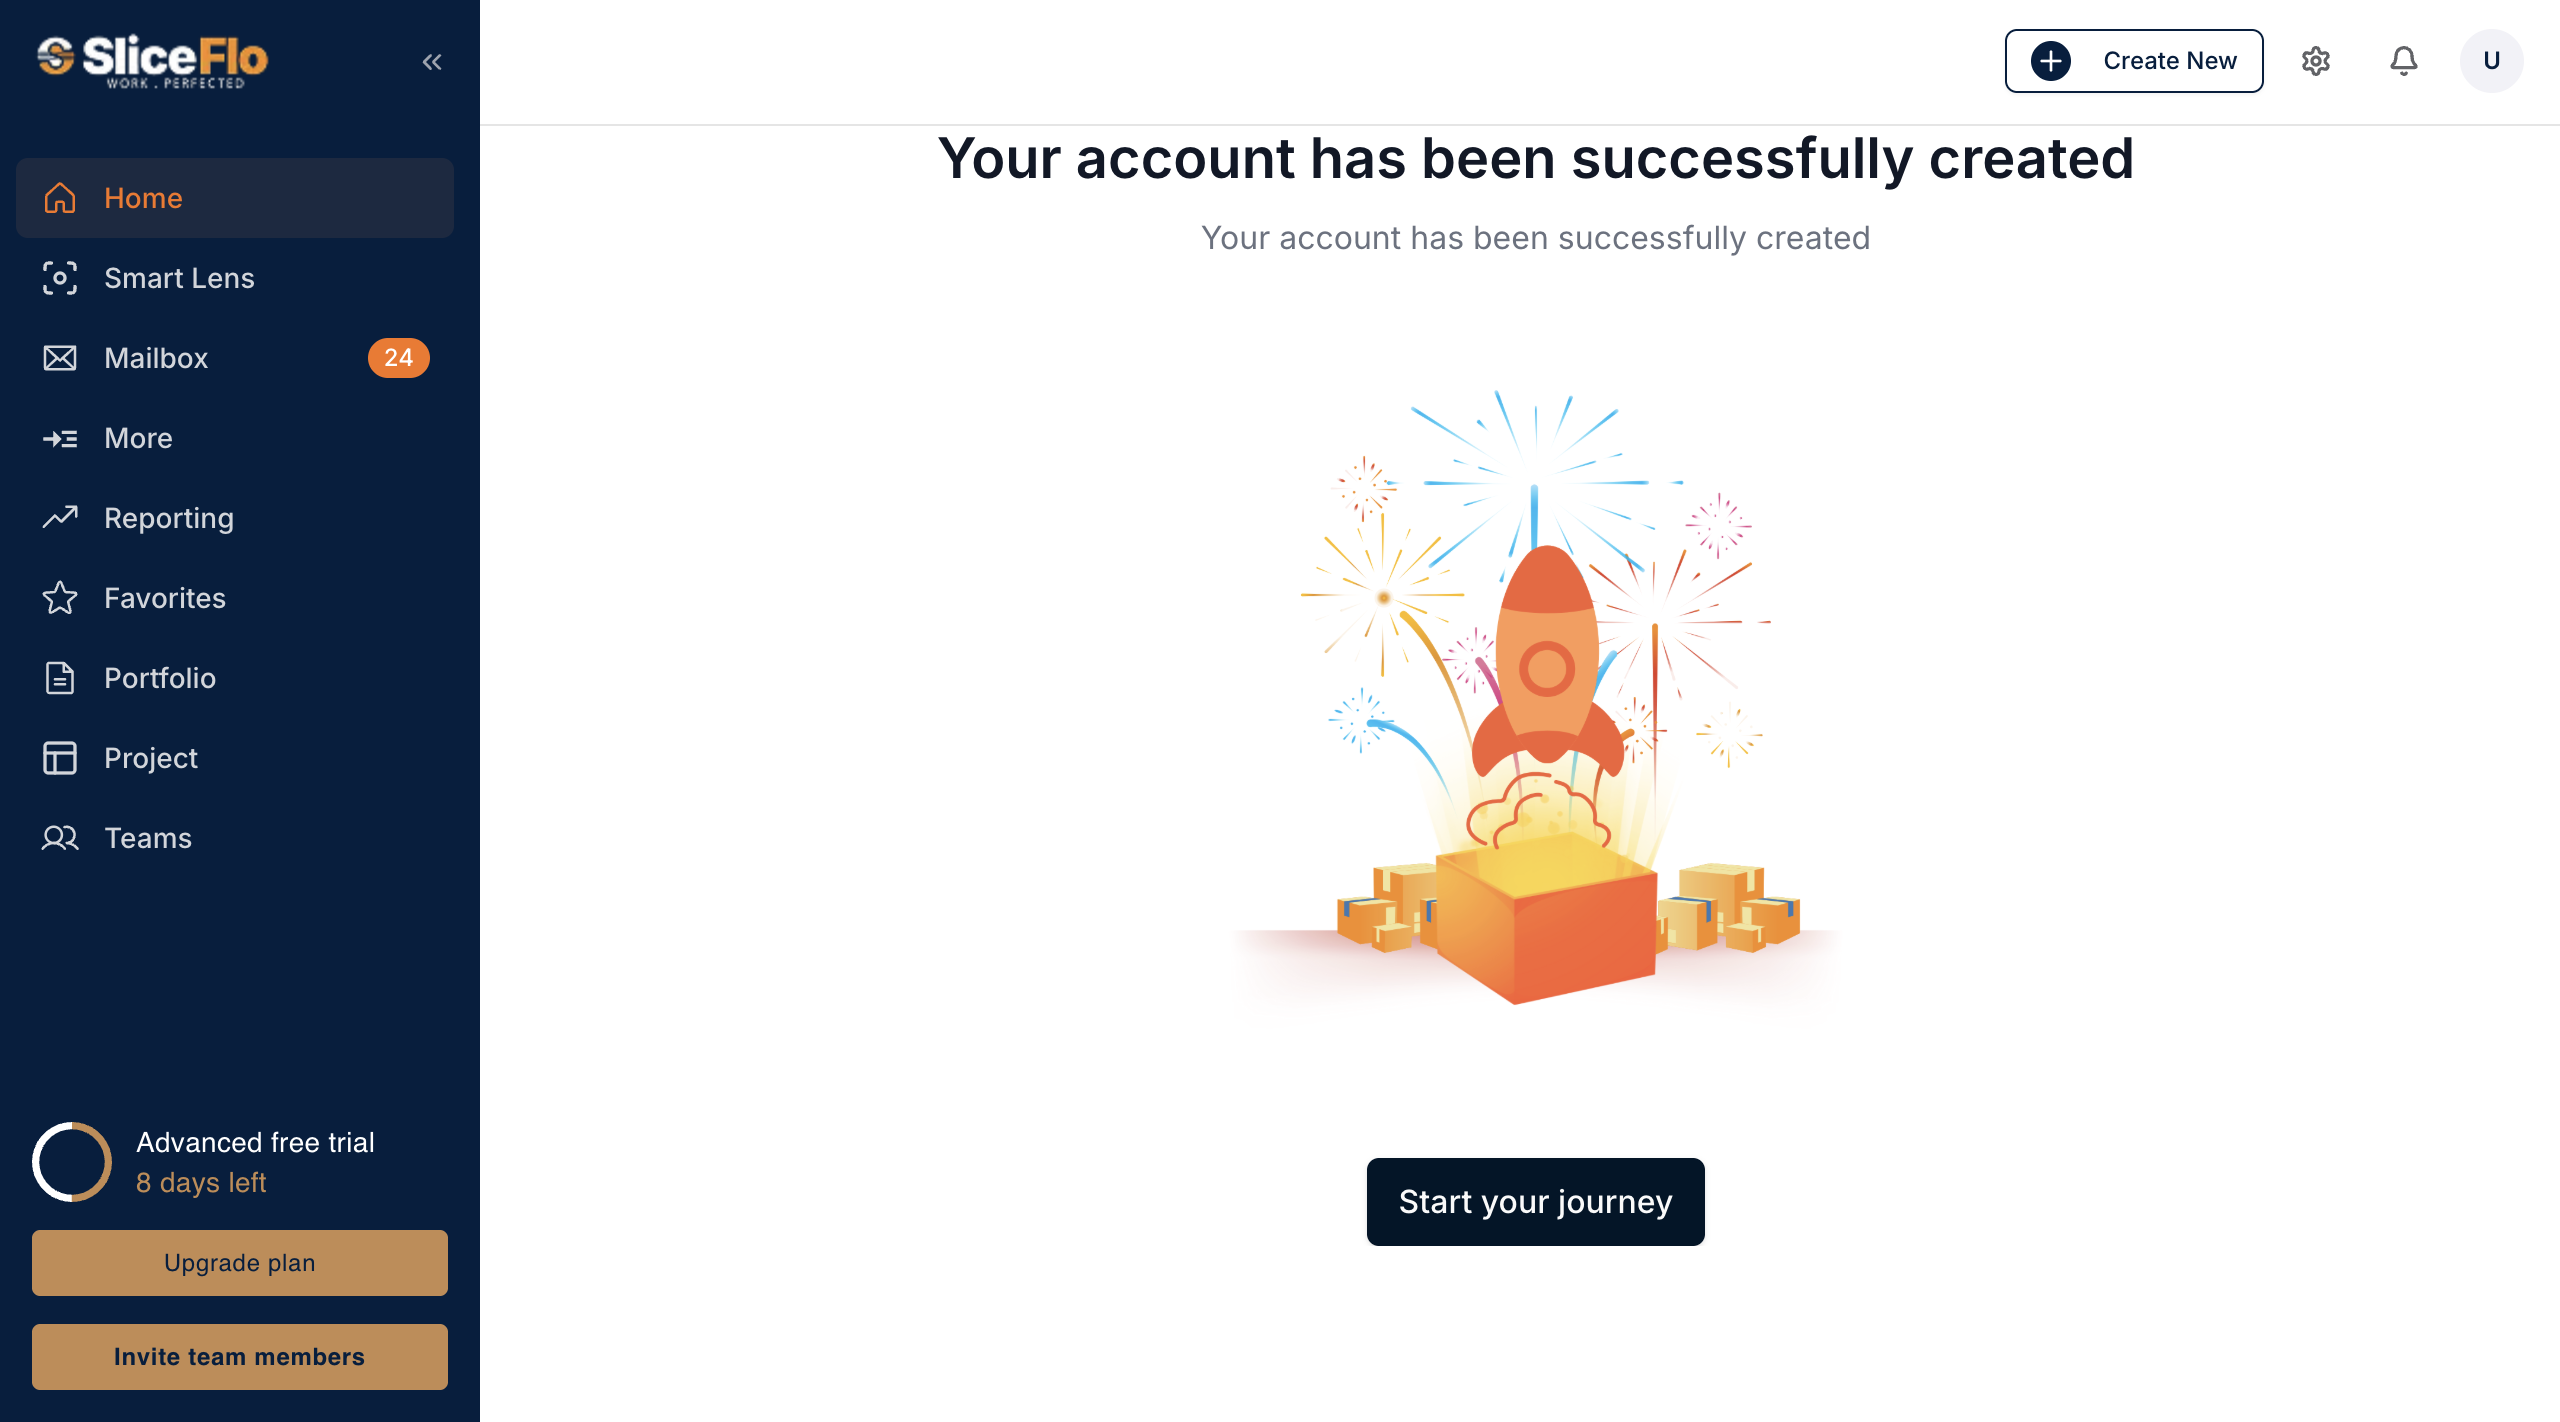 SliceFlo
WORK . PERFECTED
Home
Smart Lens
Mailbox 24
More
Reporting
Favorites
Portfolio
Project
Teams
Advanced free trial
8 days left
Upgrade plan
Invite team members
Create New
U
Your account has been successfully created
Your account has been successfully created
Start your journey